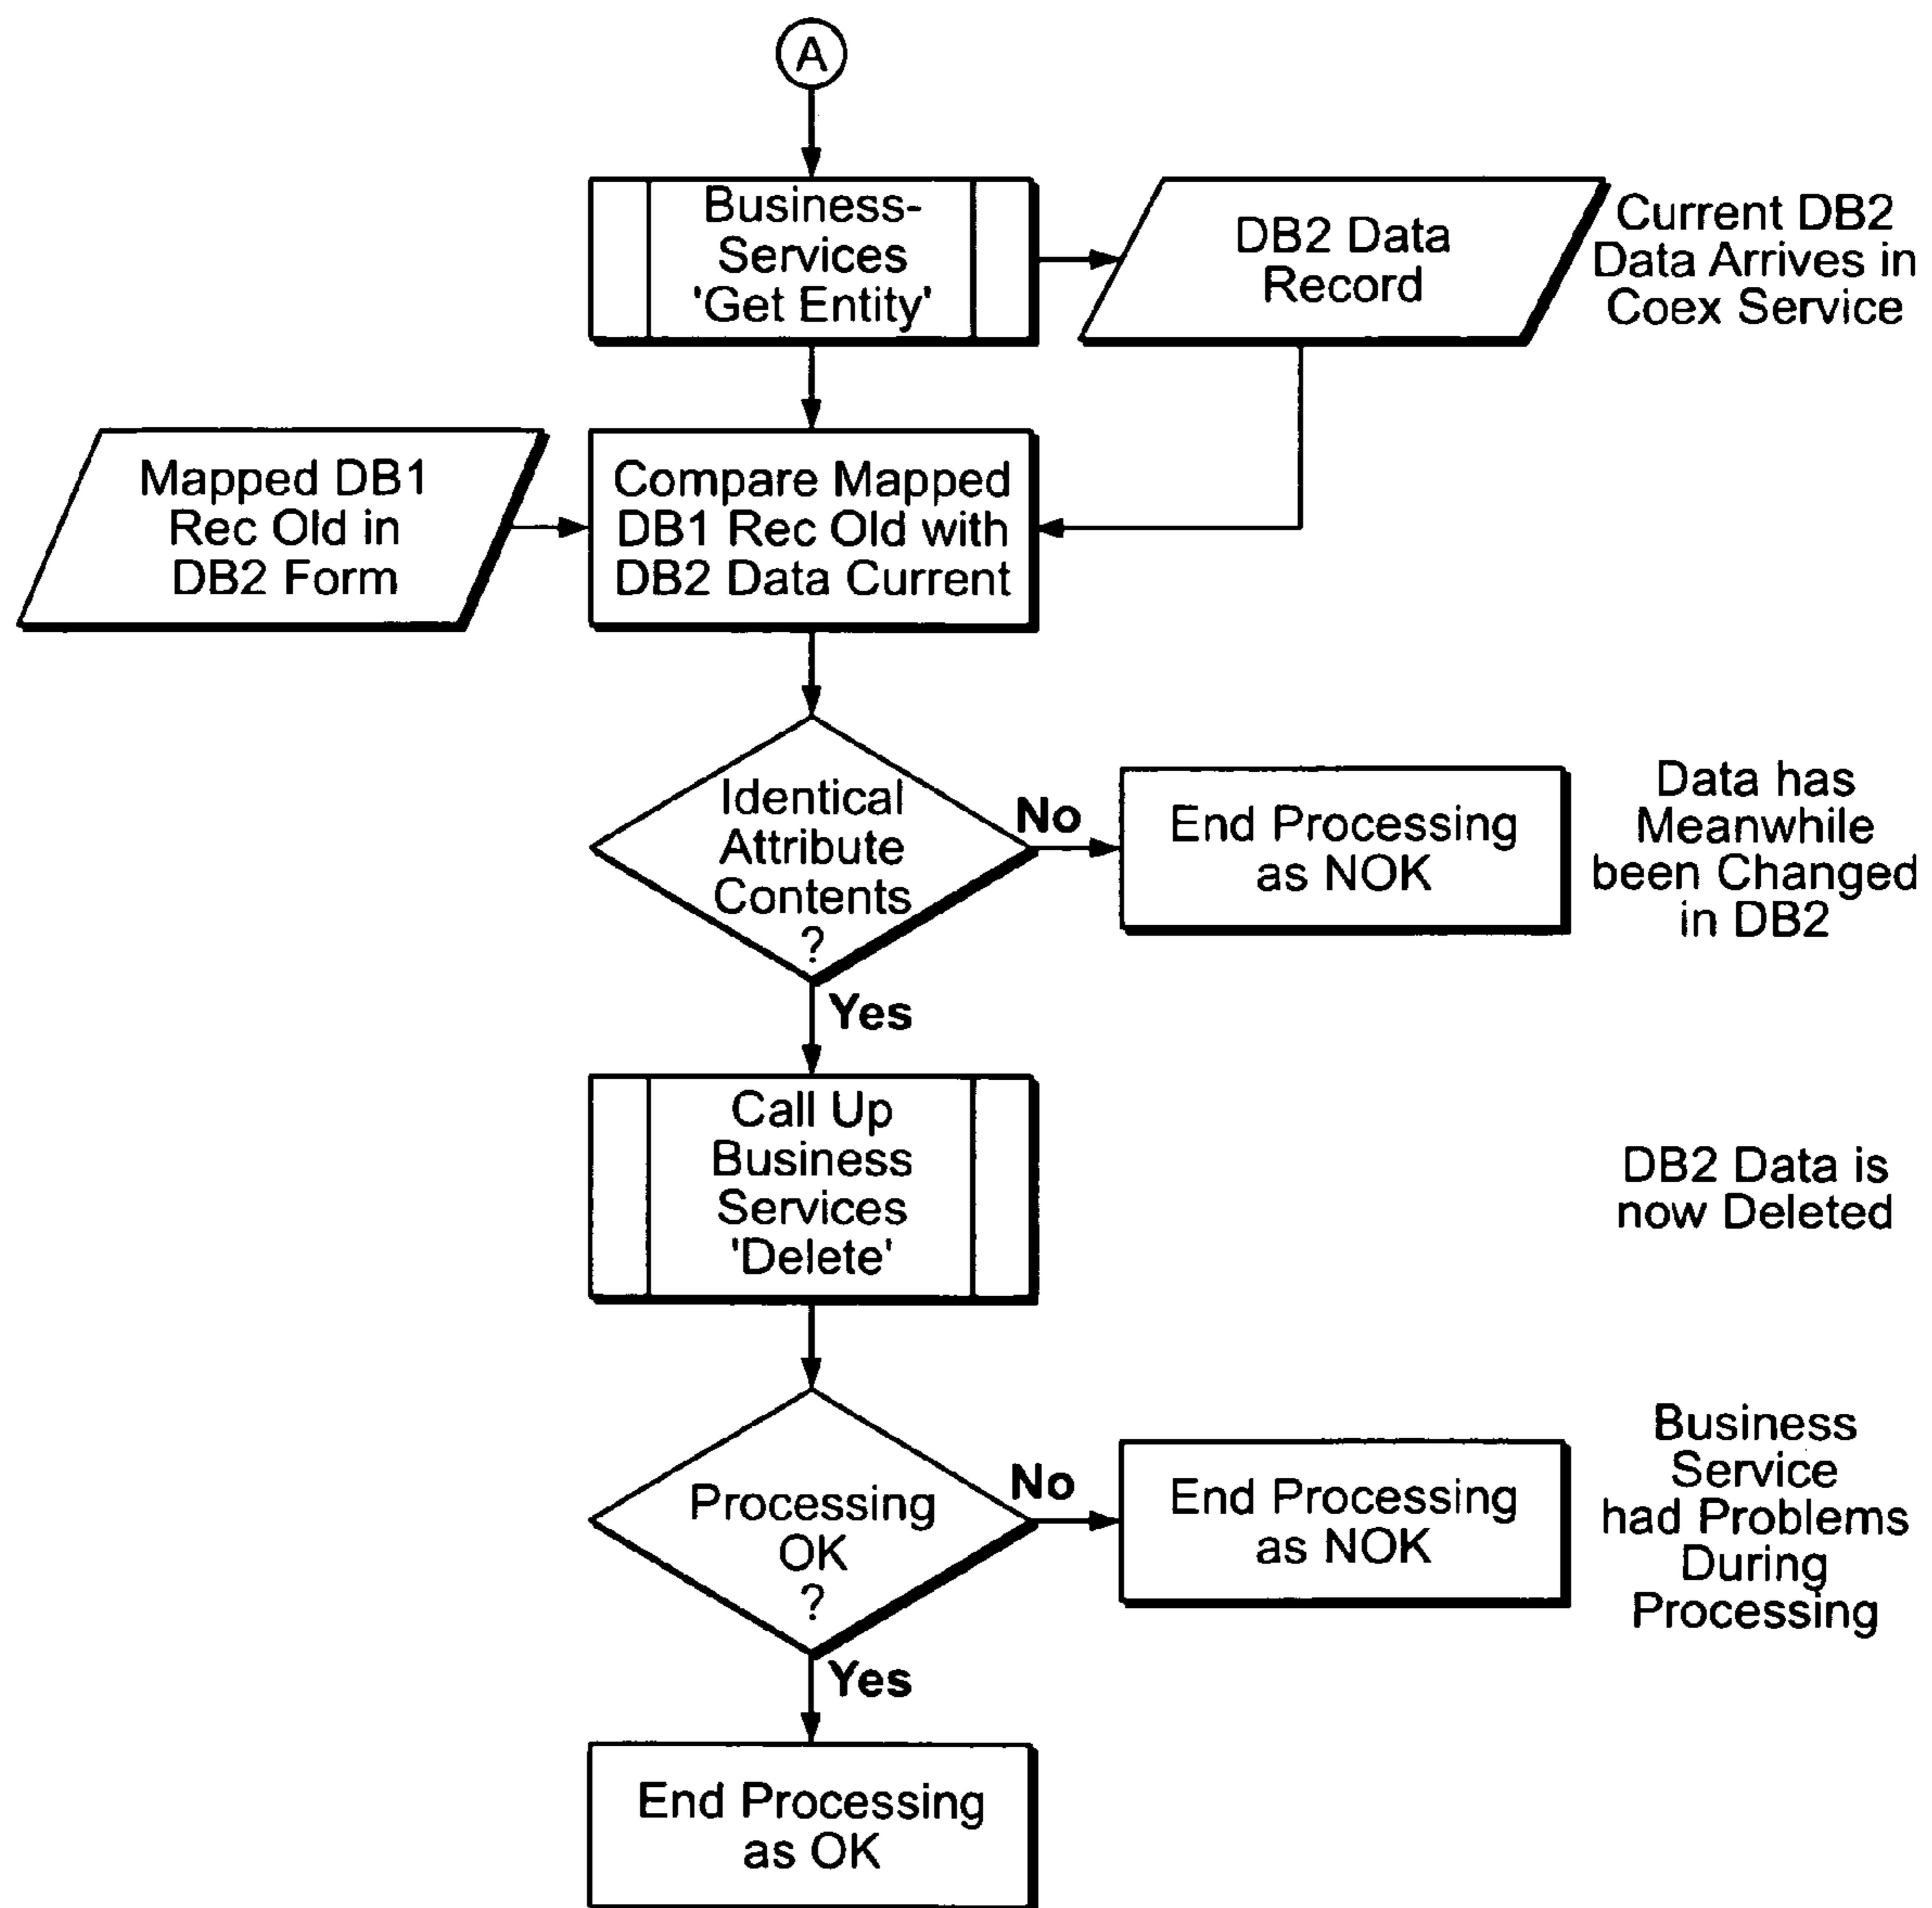 A
Business-
Services
'Get Entity'
DB2 Data
Record
Current DB2
Data Arrives in
Coex Service
Mapped DB1
Rec Old in
DB2 Form
Compare Mapped
DB1 Rec Old with
DB2 Data Current
Identical
Attribute
Contents
?
No
End Processing
as NOK
Data has
Meanwhile
been Changed
in DB2
Yes
Call Up
Business
Services
'Delete'
DB2 Data is
now Deleted
Processing
OK
?
No
End Processing
as NOK
Business
Service
had Problems
During
Processing
Yes
End Processing
as OK